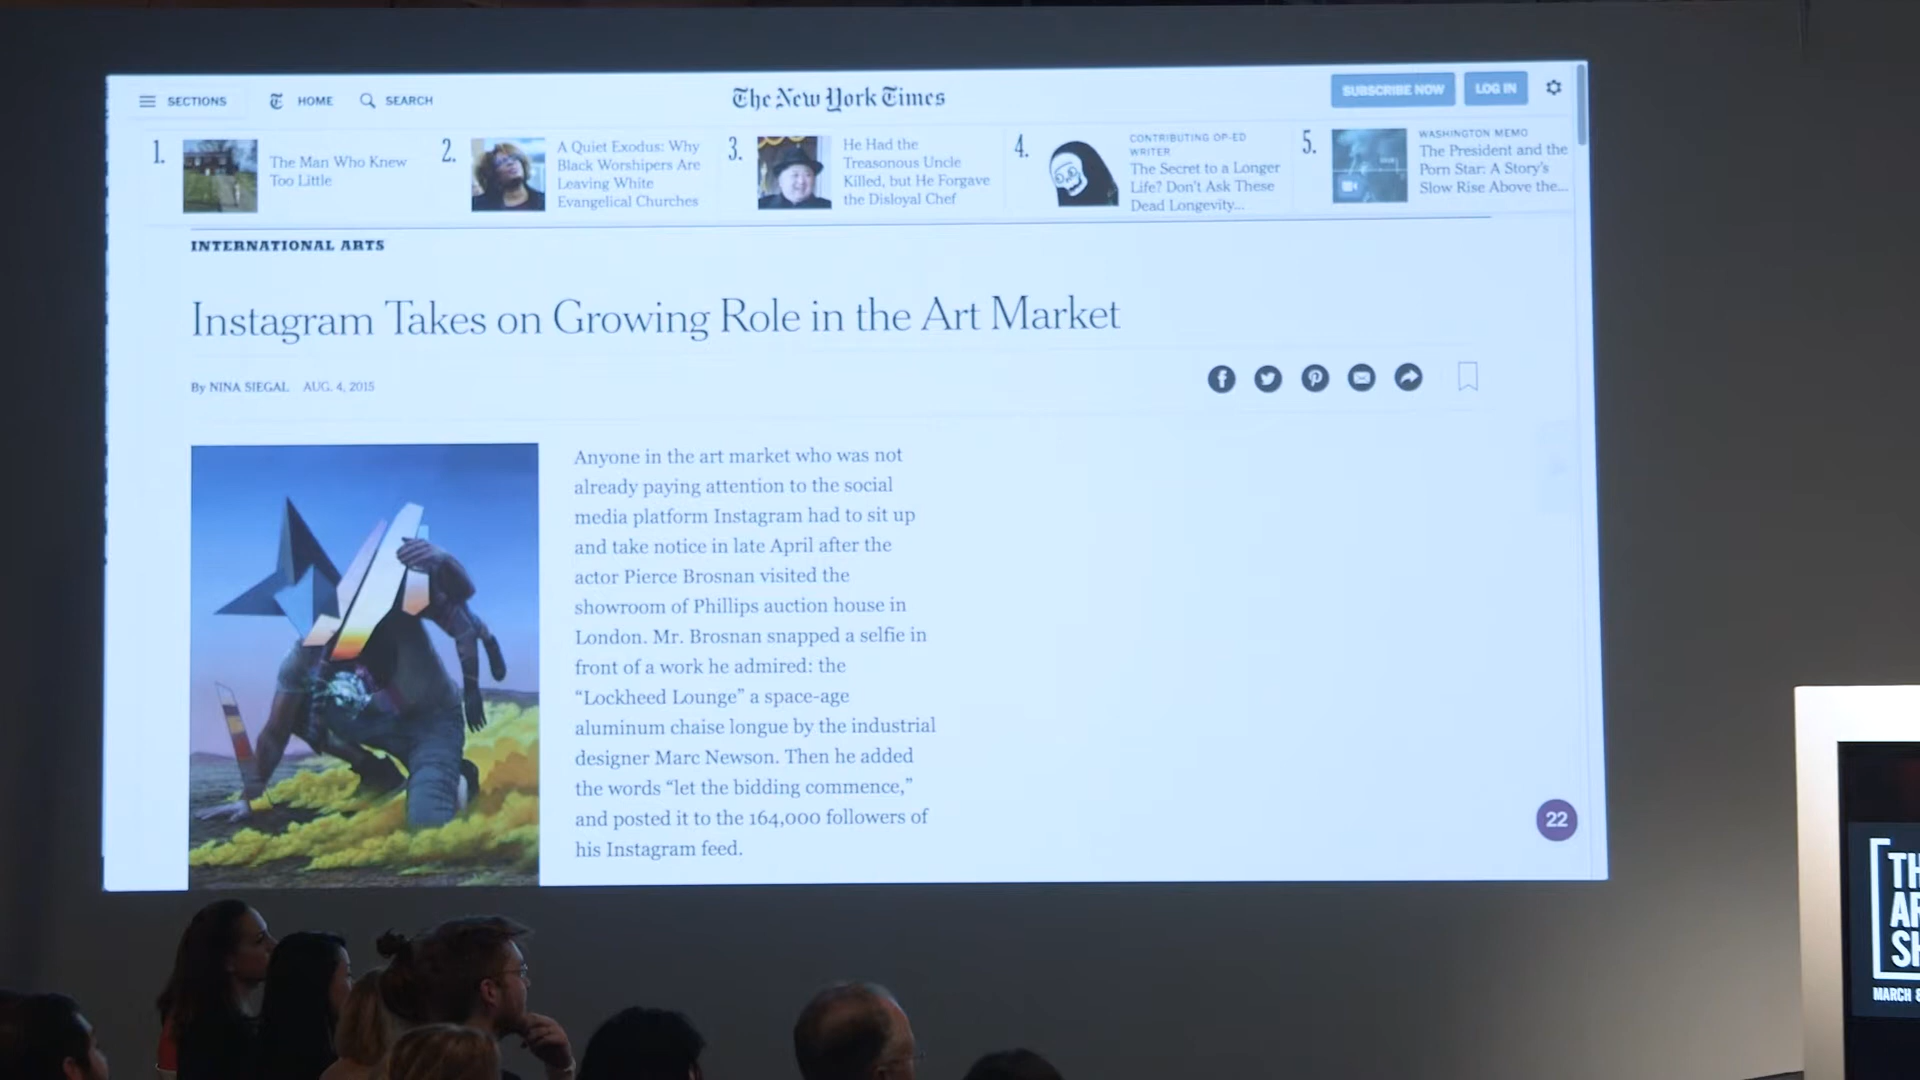 SECTIONS
HOME
SEARCH
The New York Times
SUBSCRIBE NOW
LOG IN
1.
The Man Who Knew
Too Little
2.
A Quiet Exodus: Why
Black Worshipers Are
Leaving White
Evangelical Churches
3.
He Had the
Treasonous Uncle
Killed, but He Forgave
the Disloyal Chef
4.
CONTRIBUTING OP-ED
WRITER
The Secret to a Longer
Life? Don't Ask These
Dead Longevity...
5.
WASHINGTON MEMO
The President and the
Porn Star: A Story's
Slow Rise Above the...
INTERNATIONAL ARTS
Instagram Takes on Growing Role in the Art Market
By NINA SIEGAL AUG. 4, 2015
Anyone in the art market who was not
already paying attention to the social
media platform Instagram had to sit up
and take notice in late April after the
actor Pierce Brosnan visited the
showroom of Phillips auction house in
London. Mr. Brosnan snapped a selfie in
front of a work he admired: the
“Lockheed Lounge” a space-age
aluminum chaise longue by the industrial
designer Marc Newson. Then he added
the words “let the bidding commence,”
and posted it to the 164,000 followers of
his Instagram feed.
22
TH
AR
SH
MARCH 8